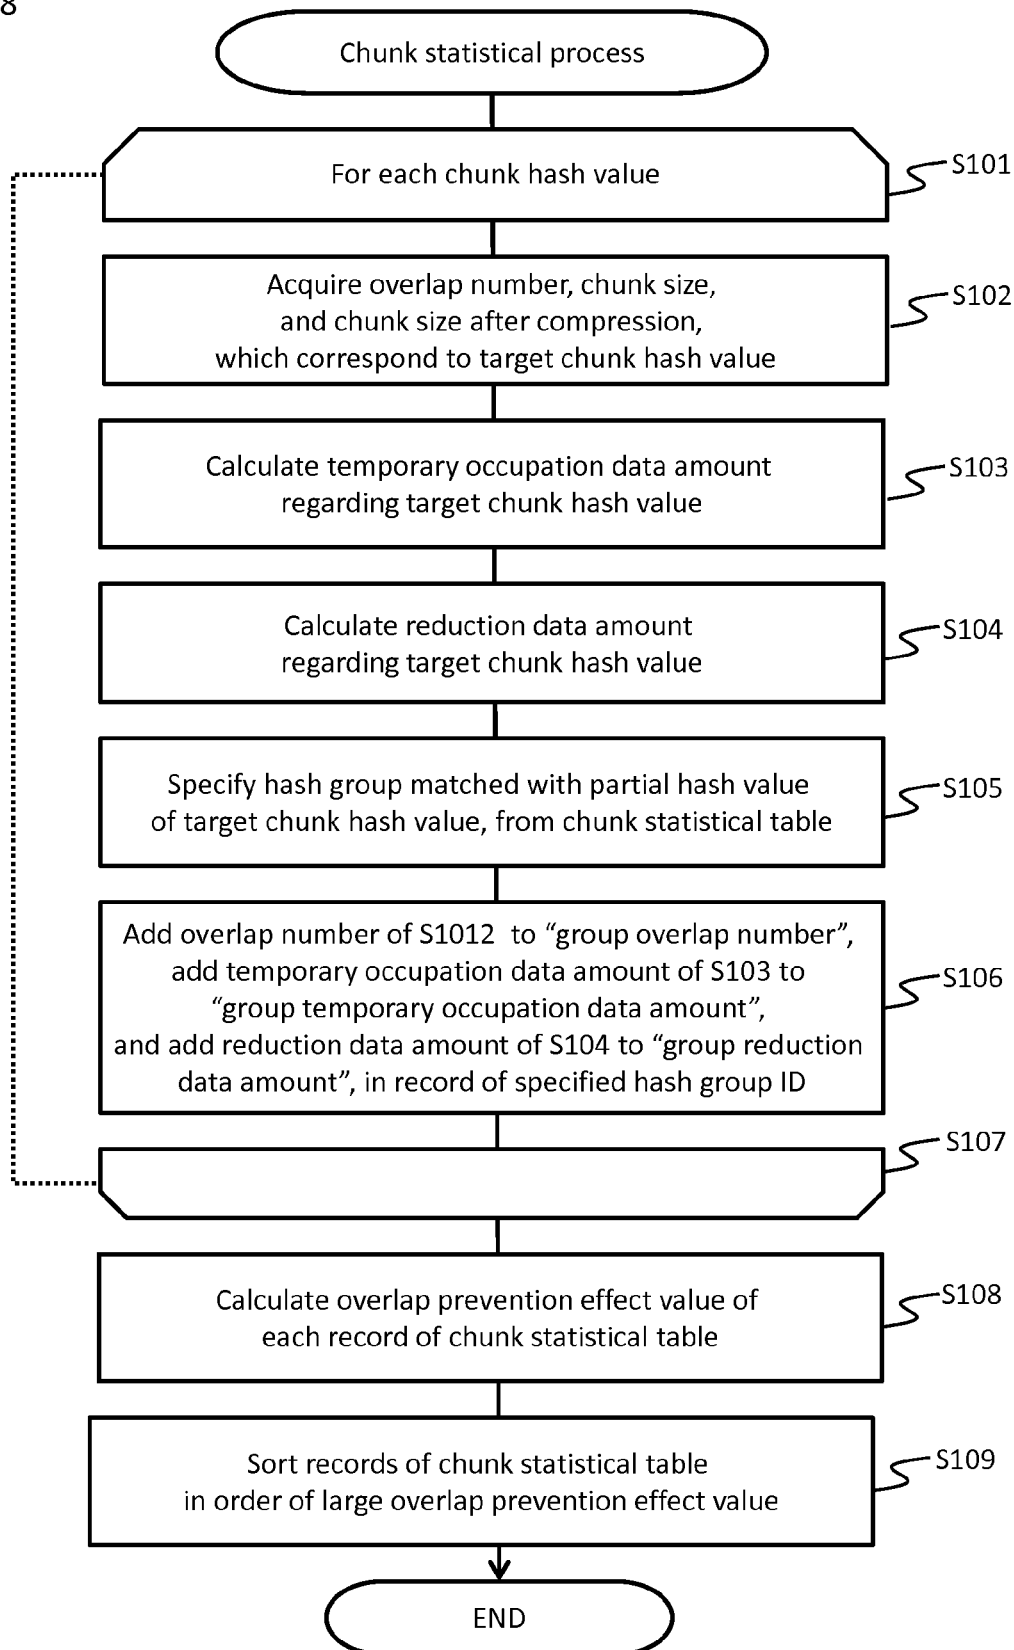 8
Chunk statistical process
For each chunk hash value
S101
Acquire overlap number, chunk size,
and chunk size after compression,
which correspond to target chunk hash value
S102
Calculate temporary occupation data amount
regarding target chunk hash value
S103
Calculate reduction data amount
regarding target chunk hash value
S104
Specify hash group matched with partial hash value
of target chunk hash value, from chunk statistical table
S105
Add overlap number of S1012 to “group overlap number”,
add temporary occupation data amount of S103 to
“group temporary occupation data amount”,
and add reduction data amount of S104 to “group reduction
data amount”, in record of specified hash group ID
S106
S107
Calculate overlap prevention effect value of
each record of chunk statistical table
S108
Sort records of chunk statistical table
in order of large overlap prevention effect value
S109
END